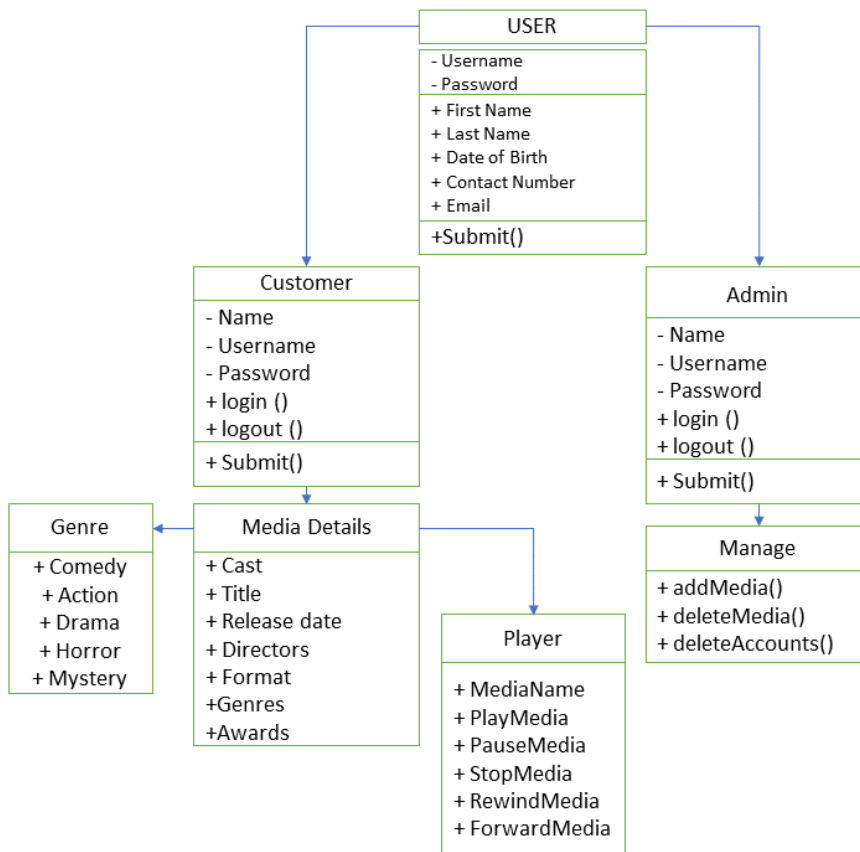 USER
- Username
- Password
+ First Name
+ Last Name
+ Date of Birth
+ Contact Number
+ Email
+Submit()
Customer
- Name
- Username
- Password
+ login ()
+ logout ()
+ Submit()
Admin
- Name
- Username
- Password
+ login ()
+ logout ()
+ Submit()
Genre
+ Comedy
+ Action
+ Drama
+ Horror
+ Mystery
Media Details
+ Cast
+ Title
+ Release date
+ Directors
+ Format
+Genres
+Awards
Player
+ MediaName
+ PlayMedia
+ PauseMedia
+ StopMedia
+ RewindMedia
+ ForwardMedia
Manage
+ addMedia()
+ deleteMedia()
+ deleteAccounts()